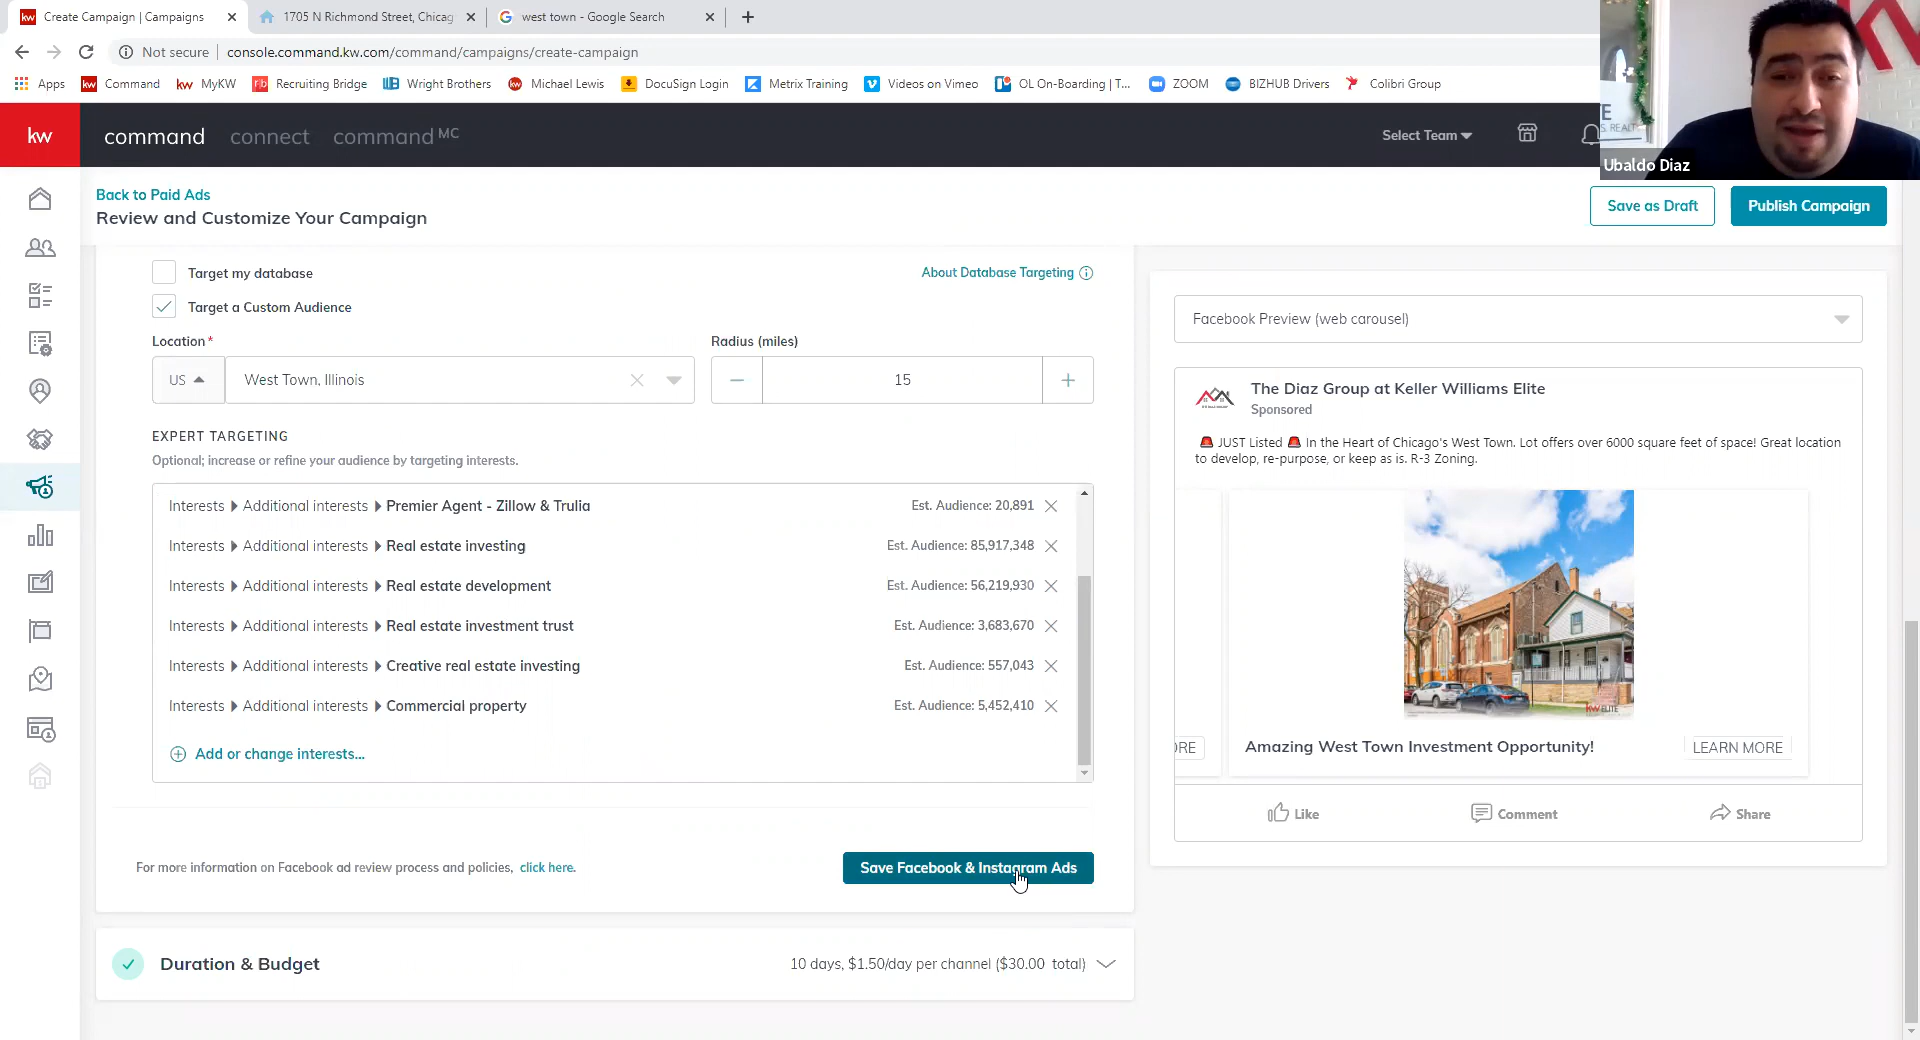 Create Campaign | Campaigns
1705 N Richmond Street, Chicag
west town - Google Search
Not secure
console.command.kw.com/command/campaigns/create-campaign
Apps
Command
MyKW
Recruiting Bridge
Wright Brothers
Michael Lewis
DocuSign Login
Metrix Training
Videos on Vimeo
OL On-Boarding | T...
ZOOM
BIZHUB Drivers
Colibri Group
kw
command
connect
command MC
Select Team
Ubaldo Diaz
Back to Paid Ads
Review and Customize Your Campaign
Save as Draft
Publish Campaign
Target my database
About Database Targeting
Target a Custom Audience
Location *
Radius (miles)
US
West Town, Illinois
15
EXPERT TARGETING
Optional; increase or refine your audience by targeting interests.
Interests Additional interests Premier Agent - Zillow & Trulia Est. Audience: 20,891
Interests Additional interests Real estate investing Est. Audience: 85,917,348
Interests Additional interests Real estate development Est. Audience: 56,219,930
Interests Additional interests Real estate investment trust Est. Audience: 3,683,670
Interests Additional interests Creative real estate investing Est. Audience: 557,043
Interests Additional interests Commercial property Est. Audience: 5,452,410
Add or change interests...
For more information on Facebook ad review process and policies, click here.
Save Facebook & Instagram Ads
Duration & Budget
10 days, $1.50/day per channel ($30.00 total)
Facebook Preview (web carousel)
The Diaz Group at Keller Williams Elite
Sponsored
JUST Listed In the Heart of Chicago's West Town. Lot offers over 6000 square feet of space! Great location
to develop, re-purpose, or keep as is. R-3 Zoning.
kw ELITE
Amazing West Town Investment Opportunity!
LEARN MORE
Like
Comment
Share